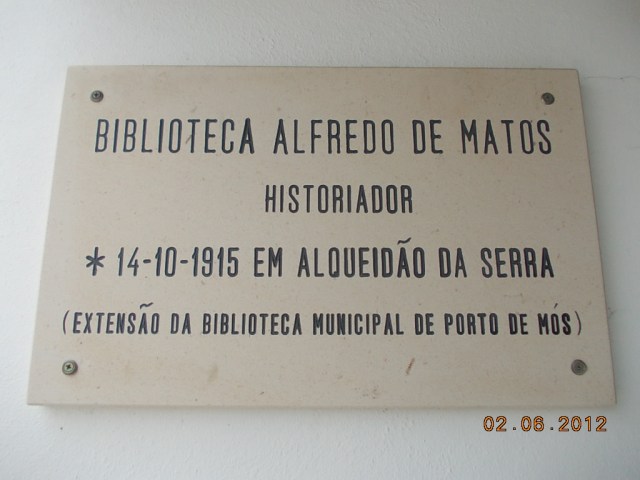 BIBLIOTECA ALFREDO DE MATOS
HISTORIADOR
* 14-10-1915 EM ALQUEIDÃO DA SERRA
(EXTENSÃO DA BIBLIOTECA MUNICIPAL DE PORTO DE MÓS)
02.06.2012